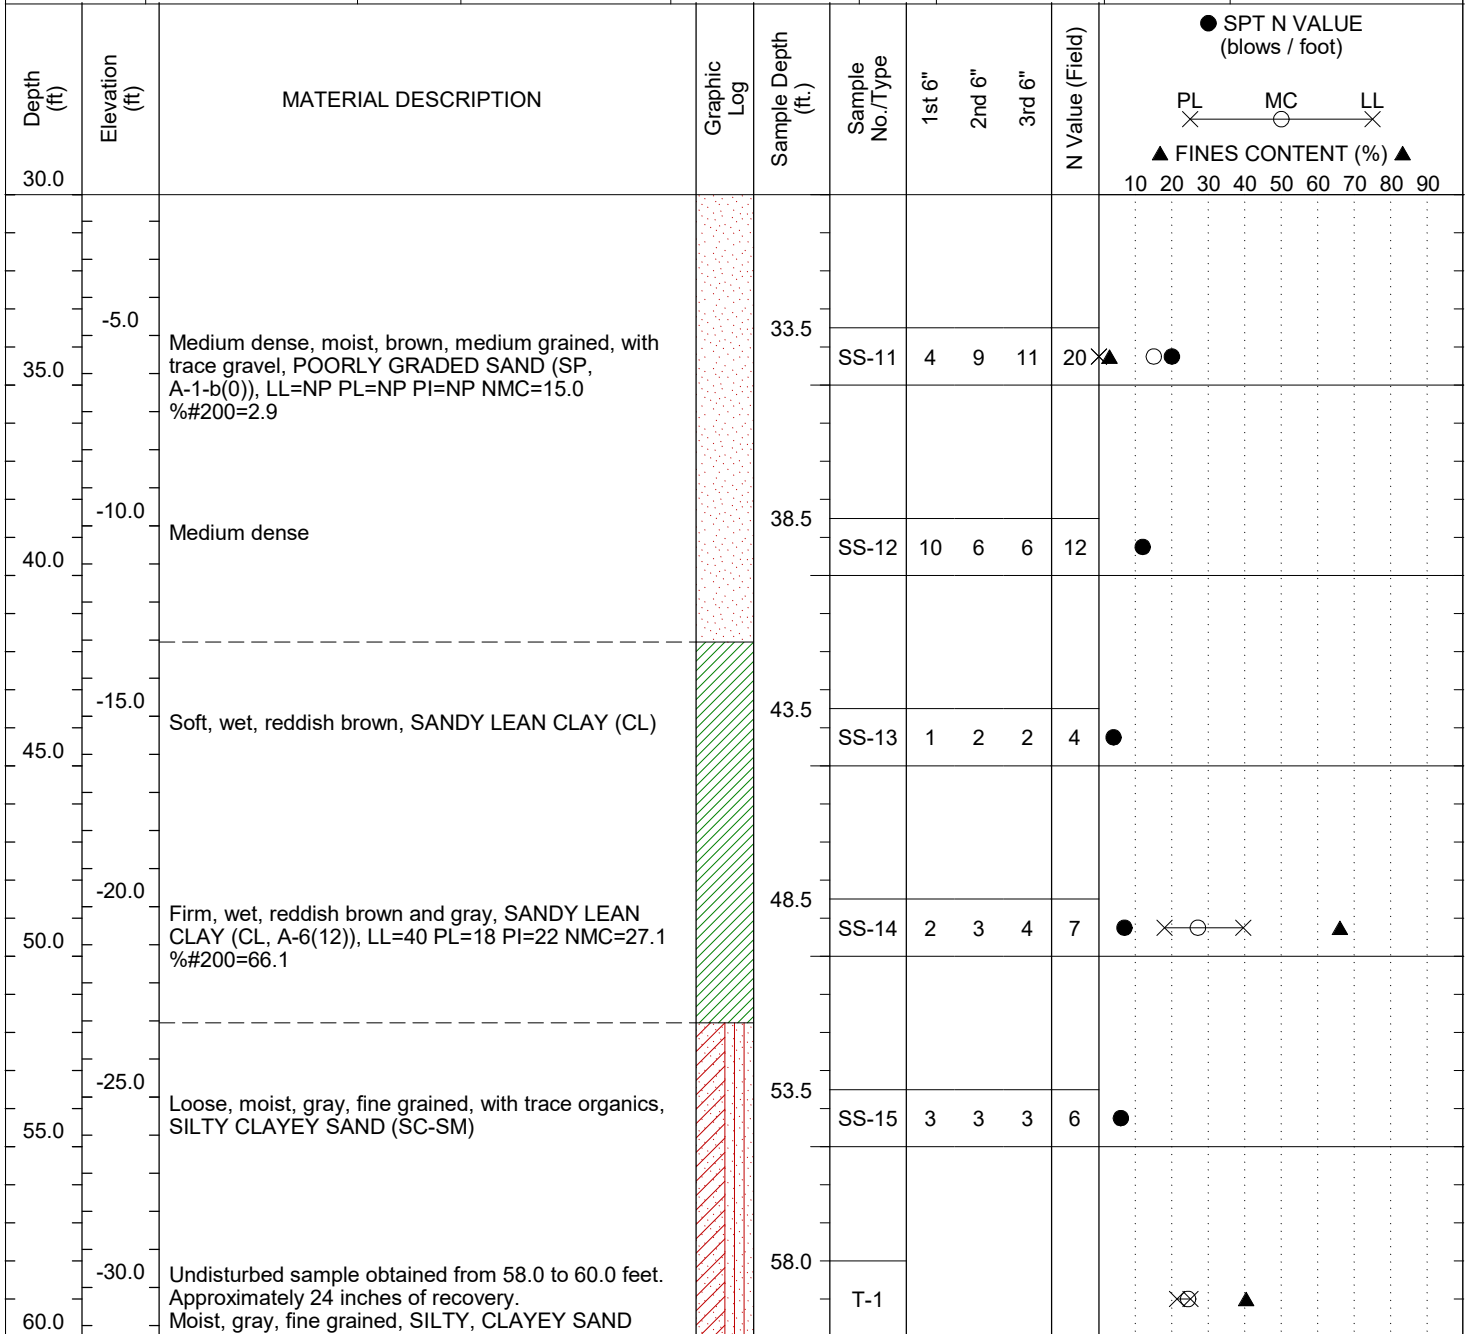 ● SPT N VALUE
(blows / foot)
Depth
(ft)
Elevation
(ft)
MATERIAL DESCRIPTION
Graphic
Log
Sample Depth
(ft.)
Sample
No./Type
1st 6"
2nd 6"
3rd 6"
N Value (Field)
PL MC LL
▲ FINES CONTENT (%) ▲
30.0
10 20 30 40 50 60 70 80 90
-5.0
33.5
Medium dense, moist, brown, medium grained, with
trace gravel, POORLY GRADED SAND (SP,
A-1-b(0)), LL=NP PL=NP PI=NP NMC=15.0
%#200=2.9
SS-11 4 9 11 20
35.0
-10.0
38.5
Medium dense
SS-12 10 6 6 12
40.0
-15.0
43.5
Soft, wet, reddish brown, SANDY LEAN CLAY (CL)
SS-13 1 2 2 4
45.0
-20.0
48.5
Firm, wet, reddish brown and gray, SANDY LEAN
CLAY (CL, A-6(12)), LL=40 PL=18 PI=22 NMC=27.1
%#200=66.1
SS-14 2 3 4 7
50.0
-25.0
53.5
Loose, moist, gray, fine grained, with trace organics,
SILTY CLAYEY SAND (SC-SM)
SS-15 3 3 3 6
55.0
58.0
-30.0
Undisturbed sample obtained from 58.0 to 60.0 feet.
Approximately 24 inches of recovery.
Moist, gray, fine grained, SILTY, CLAYEY SAND
T-1
60.0